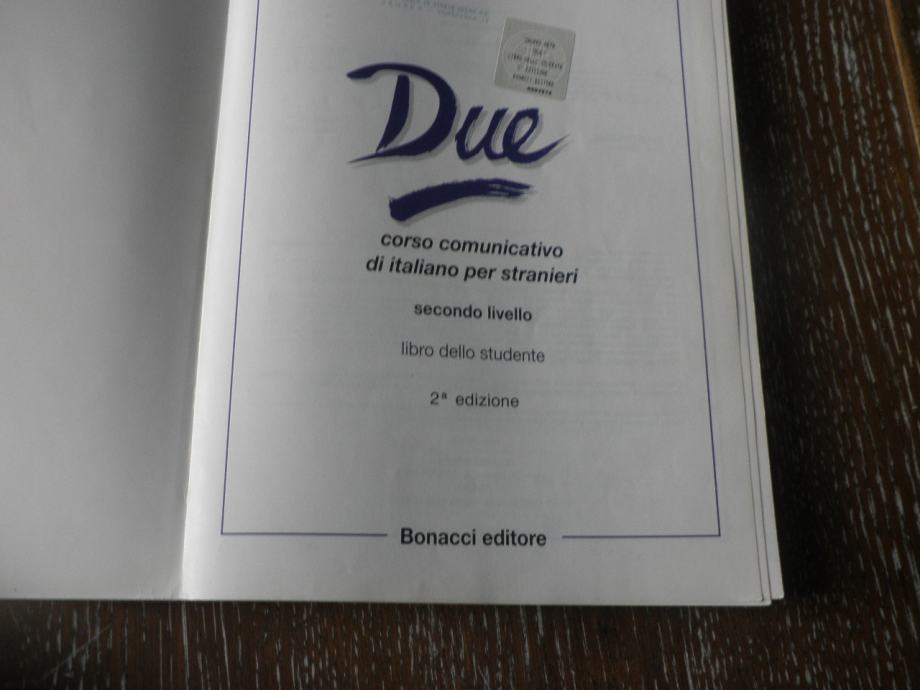 Due
corso comunicativo
di italiano per stranieri
secondo livello
libro dello studente
2ª edizione
Bonacci editore